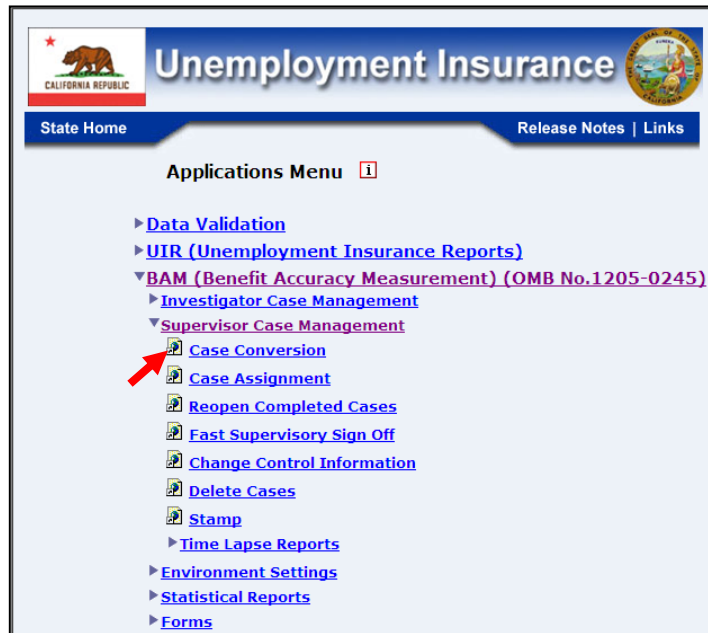 CALIFORNIA REPUBLIC
Unemployment Insurance
State Home
Release Notes | Links
Applications Menu i
Data Validation
UIR (Unemployment Insurance Reports)
BAM (Benefit Accuracy Measurement) (OMB No.1205-0245)
Investigator Case Management
Supervisor Case Management
Case Conversion
Case Assignment
Reopen Completed Cases
Fast Supervisory Sign Off
Change Control Information
Delete Cases
Stamp
Time Lapse Reports
Environment Settings
Statistical Reports
Forms